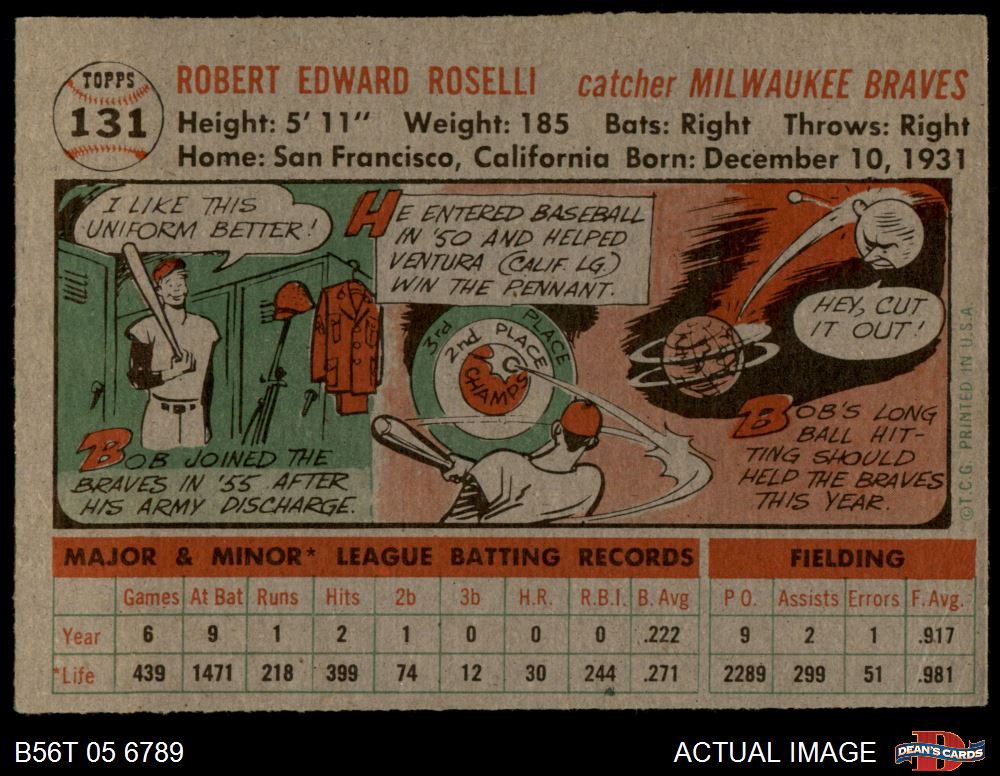 TOPPS
131
ROBERT EDWARD ROSELLI catcher MILWAUKEE BRAVES
Height: 5' 11" Weight: 185 Bats: Right Throws: Right
Home: San Francisco, California Born: December 10, 1931
I LIKE THIS
UNIFORM BETTER!
BOB JOINED THE
BRAVES IN '55 AFTER
HIS ARMY DISCHARGE.
HE ENTERED BASEBALL
IN '50 AND HELPED
VENTURA (CALIF. LG.)
WIN THE PENNANT.
3rd PLACE
2nd PLACE
CHAMPS
HEY, CUT
IT OUT!
BOB'S LONG
BALL HIT-
TING SHOULD
HELP THE BRAVES
THIS YEAR.
© T.C.G. PRINTED IN U.S.A.
MAJOR & MINOR* LEAGUE BATTING RECORDS FIELDING
Games At Bat Runs Hits 2b 3b H.R. R.B.I. B. Avg P.O. Assists Errors F. Avg.
Year 6 9 1 2 1 0 0 0 .222 9 2 1 .917
*Life 439 1471 218 399 74 12 30 244 .271 2289 299 51 .981
B56T 05 6789 ACTUAL IMAGE D DEAN'S CARDS